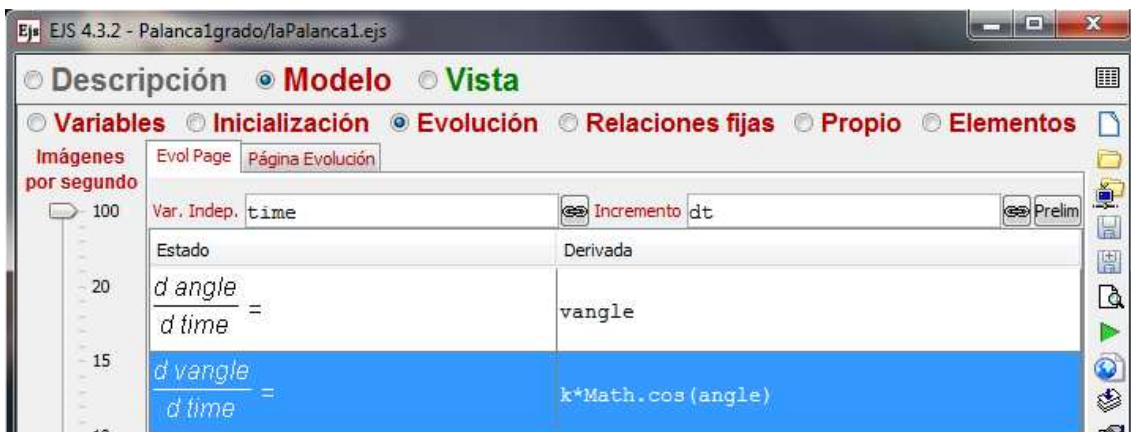 Ejs EJS 4.3.2 - Palanca1grado/laPalanca1.ejs
Descripción Modelo Vista
Variables Inicialización Evolución Relaciones fijas Propio Elementos
Imágenes por segundo
Evol Page Página Evolución
100
Var. Indep. time Incremento dt Prelim
Estado Derivada
20
d angle
d time
=
vangle
15
d vangle
d time
=
k*Math.cos(angle)